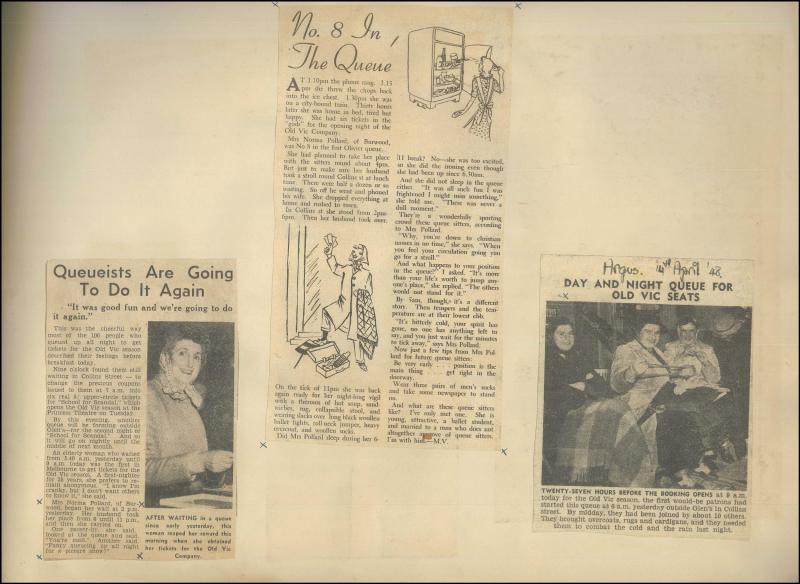 No. 8 In
The Queue
AT 1.10pm the phone rang. 1.15
pm she threw the chops back
into the ice chest. 1.30pm she was
on a city-bound train. Thirty hours
later she was home in bed, tired but
happy. She had six tickets in the
"gods" for the opening night of the
Old Vic Company.
Mrs Norma Pollard, of Burwood,
was No 8 in the first Olivier queue.
She had planned to take her place
with the sitters round about 4pm.
But just to make sure her husband
took a stroll round Collins st at lunch
time. There were half a dozen or so
waiting. So off he went and phoned
his wife. She dropped everything at
home and rushed to town.
In Collins st she stood from 2pm-
6pm. Then her husband took over.
On the tick of 11pm she was back
again ready for her night-long vigil
with a thermos of hot soup, sand-
wiches, rug, collapsible stool, and
wearing slacks over long black woollen
ballet tights, roll-neck jumper, heavy
overcoat, and woollen socks.
Did Mrs Pollard sleep during her 6-
11 break? No—she was too excited,
so she did the ironing even though
she had been up since 6.30am.
And she did not sleep in the queue
either. "It was all such fun I was
frightened I might miss something,"
she told me. "There was never a
dull moment."
They're a wonderfully sporting
crowd these queue sitters, according
to Mrs Pollard.
"Why, you're down to christian
names in no time," she says. "When
you feel your circulation going you
go for a stroll."
And what happens to your position
in the queue?" I asked. "It's more
than your life's worth to jump any-
one's place," she replied. "The others
would not stand for it."
By 5am, though, it's a different
story. Then tempers and the tem-
perature are at their lowest ebb.
"It's bitterly cold, your spirit has
gone, no one has anything left to
say, and you just wait for the minutes
to tick away," says Mrs Pollard.
Now just a few tips from Mrs Pol-
lard for future queue sitters:
Be very early . . . position is the
main thing . . . get right in the
doorway.
Wear three pairs of men's socks
and take some newspaper to stand
on.
And what are these queue sitters
like? I've only met one. She is
young, attractive, a ballet student,
and married to a man who does not
altogether approve of queue sitters.
I'm with him.—M.V.
Queueists Are Going
To Do It Again
"It was good fun and we're going to do
it again."
This was the cheerful way
most of the 100 people who
queued up all night to get
tickets for the Old Vic season
described their feelings before
breakfast today.
Nine o'clock found them still
waiting in Collins Street — to
change the precious coupons
issued to them at 7 a.m. into
six real 8/ upper-circle tickets
for "School for Scandal," which
opens the Old Vic season at the
Princess Theatre on Tuesday.
By this evening, another
queue will be forming outside
Glen's—for the second night of
"School for Scandal." And so
it will go on nightly until the
middle of next month.
An elderly woman who waited
from 5.40 a.m. yesterday until
9 a.m. today was the first in
Melbourne to get tickets for the
Old Vic season. A first-nighter
for 38 years, she prefers to re-
main anonymous. "I know I'm
cranky, but I don't want others
to know it," she said.
Mrs Norma Pollard, of Bur-
wood, began her wait at 2 p.m.
yesterday. Her husband took
her place from 6 until 11 p.m.,
and then she carried on.
One passer-by, she said,
looked at the queue and said,
"You're mad." Another said,
"Fancy queueing up all night
for a picture show!"
AFTER WAITING in a queue
since early yesterday, this
woman reaped her reward this
morning when she obtained
her tickets for the Old Vic
Company.
Argus. 14th April '48
DAY AND NIGHT QUEUE FOR
OLD VIC SEATS
TWENTY-SEVEN HOURS BEFORE THE BOOKING OPENS at 9 a.m.
today for the Old Vic season, the first would-be patrons had
started this queue at 6 a.m. yesterday outside Glen's in Collins
street. By midday, they had been joined by about 10 others.
They brought overcoats, rugs and cardigans, and they needed
them to combat the cold and the rain last night.